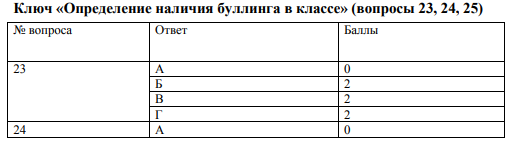 Ключ «Определение наличия буллинга в классе» (вопросы 23, 24, 25)
№ вопроса Ответ Баллы
23 А 0
Б 2
В 2
Г 2
24 А 0